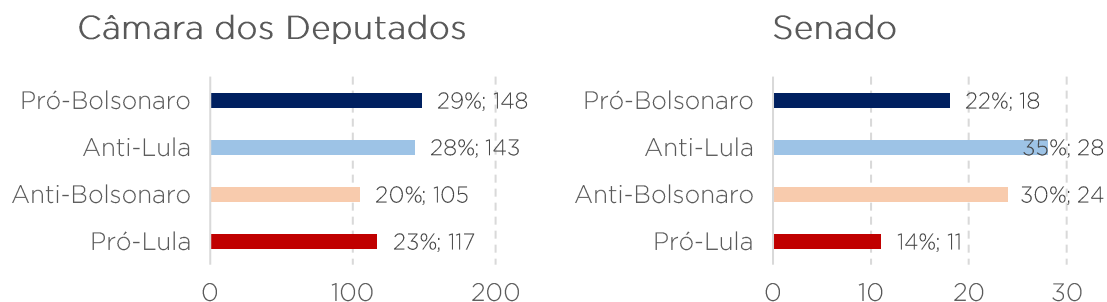 Câmara dos Deputados
Pró-Bolsonaro 29%; 148
Anti-Lula 28%; 143
Anti-Bolsonaro 20%; 105
Pró-Lula 23%; 117
0 100 200
Senado
Pró-Bolsonaro 22%; 18
Anti-Lula 35%; 28
Anti-Bolsonaro 30%; 24
Pró-Lula 14%; 11
0 10 20 30